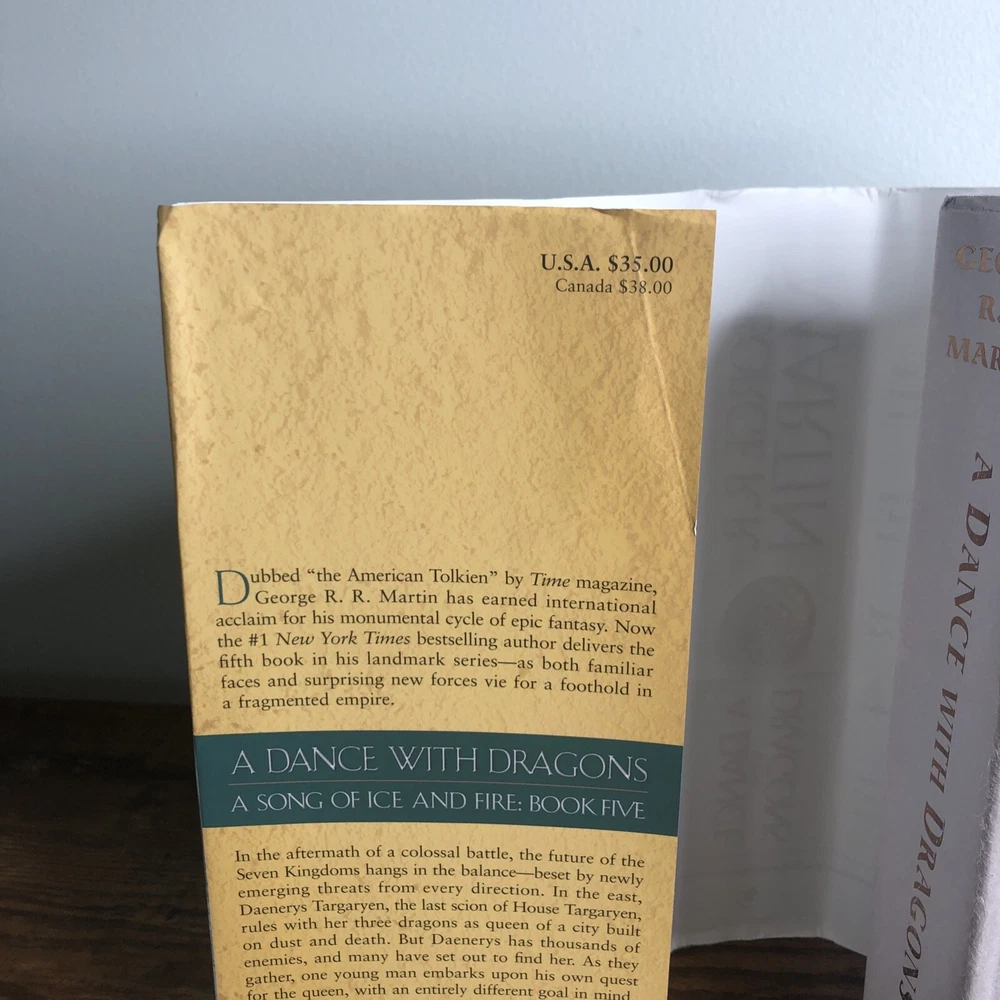 U.S.A. $35.00
Canada $38.00
Dubbed “the American Tolkien” by Time magazine,
George R. R. Martin has earned international
acclaim for his monumental cycle of epic fantasy. Now
the #1 New York Times bestselling author delivers the
fifth book in his landmark series—as both familiar
faces and surprising new forces vie for a foothold in
a fragmented empire.
A DANCE WITH DRAGONS
A SONG OF ICE AND FIRE: BOOK FIVE
In the aftermath of a colossal battle, the future of the
Seven Kingdoms hangs in the balance—beset by newly
emerging threats from every direction. In the east,
Daenerys Targaryen, the last scion of House Targaryen,
rules with her three dragons as queen of a city built
on dust and death. But Daenerys has thousands of
enemies, and many have set out to find her. As they
gather, one young man embarks upon his own quest
for the queen, with an entirely different goal in mind
GEO
R.
MAR
A DANCE WITH DRAGONS